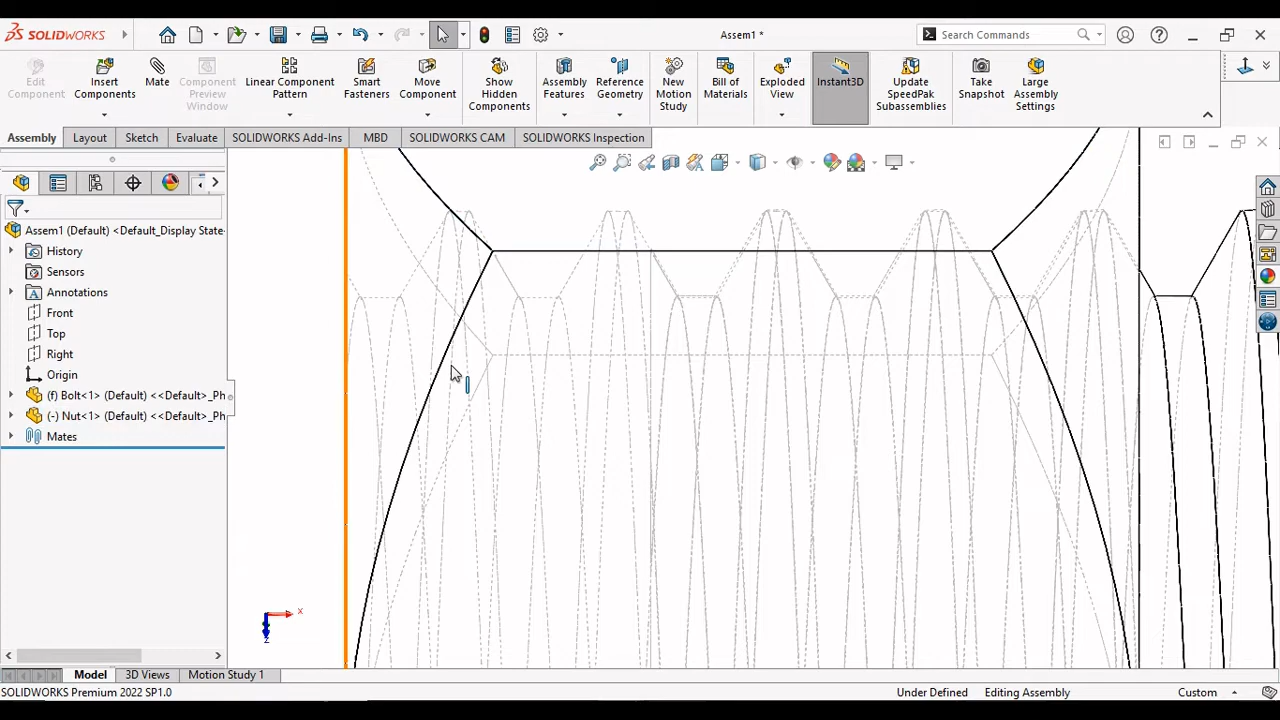 SOLIDWORKS
Assem1 *
Search Commands
Edit Component
Insert Components
Mate
Component Preview Window
Linear Component Pattern
Smart Fasteners
Move Component
Show Hidden Components
Assembly Features
Reference Geometry
New Motion Study
Bill of Materials
Exploded View
Instant3D
Update SpeedPak Subassemblies
Take Snapshot
Large Assembly Settings
Assembly Layout Sketch Evaluate SOLIDWORKS Add-Ins MBD SOLIDWORKS CAM SOLIDWORKS Inspection
Assem1 (Default) <Default_Display State-
History
Sensors
Annotations
Front
Top
Right
Origin
(f) Bolt<1> (Default) <<Default>_Ph
(-) Nut<1> (Default) <<Default>_Ph
Mates
X
Z
Model 3D Views Motion Study 1
SOLIDWORKS Premium 2022 SP1.0
Under Defined Editing Assembly Custom